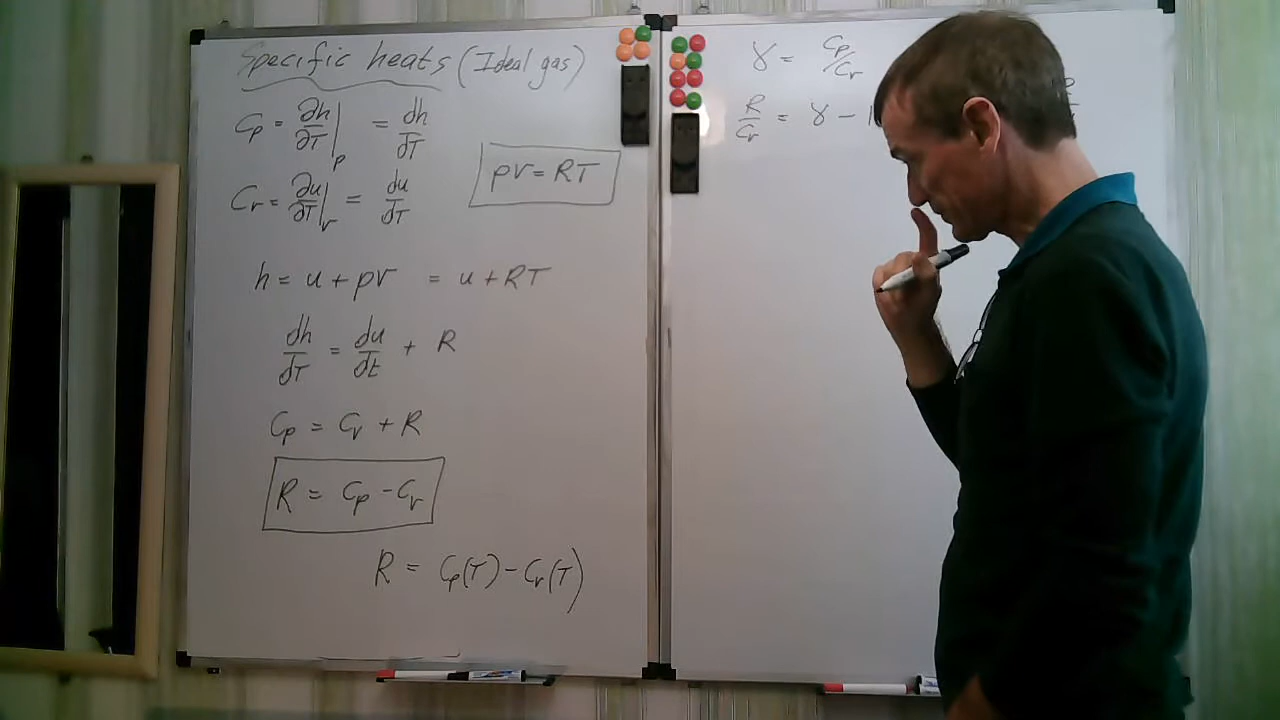 Specific heats (Ideal gas)
Cp = ∂h/∂T|p = dh/dT
pv = RT
Cv = ∂u/∂T|v = du/dT
h = u + pv = u + RT
dh/dT = du/dt + R
Cp = Cv + R
R = Cp - Cv
R = Cp(T) - Cv(T)
γ = Cp/Cv
R/Cv = γ - 1